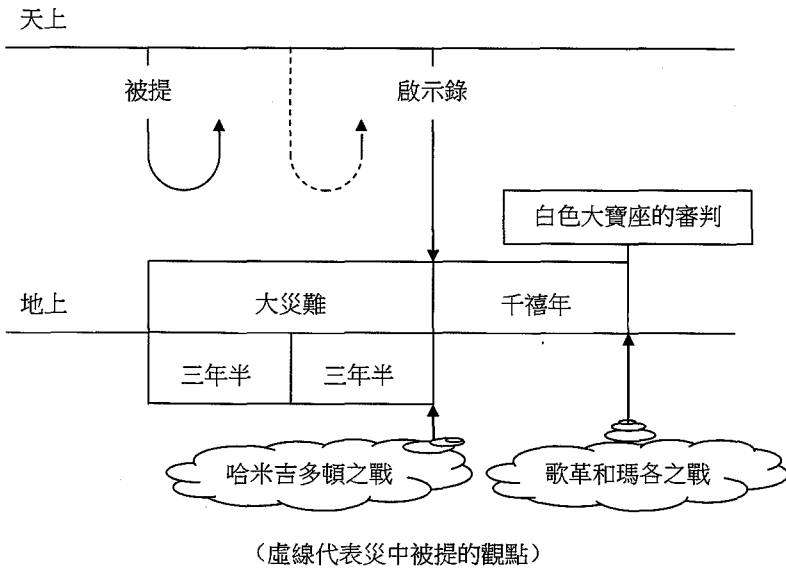 天上
被提
啟示錄
白色大寶座的審判
地上
大災難
千禧年
三年半
三年半
哈米吉多頓之戰
歌革和瑪各之戰
（虛線代表災中被提的觀點）